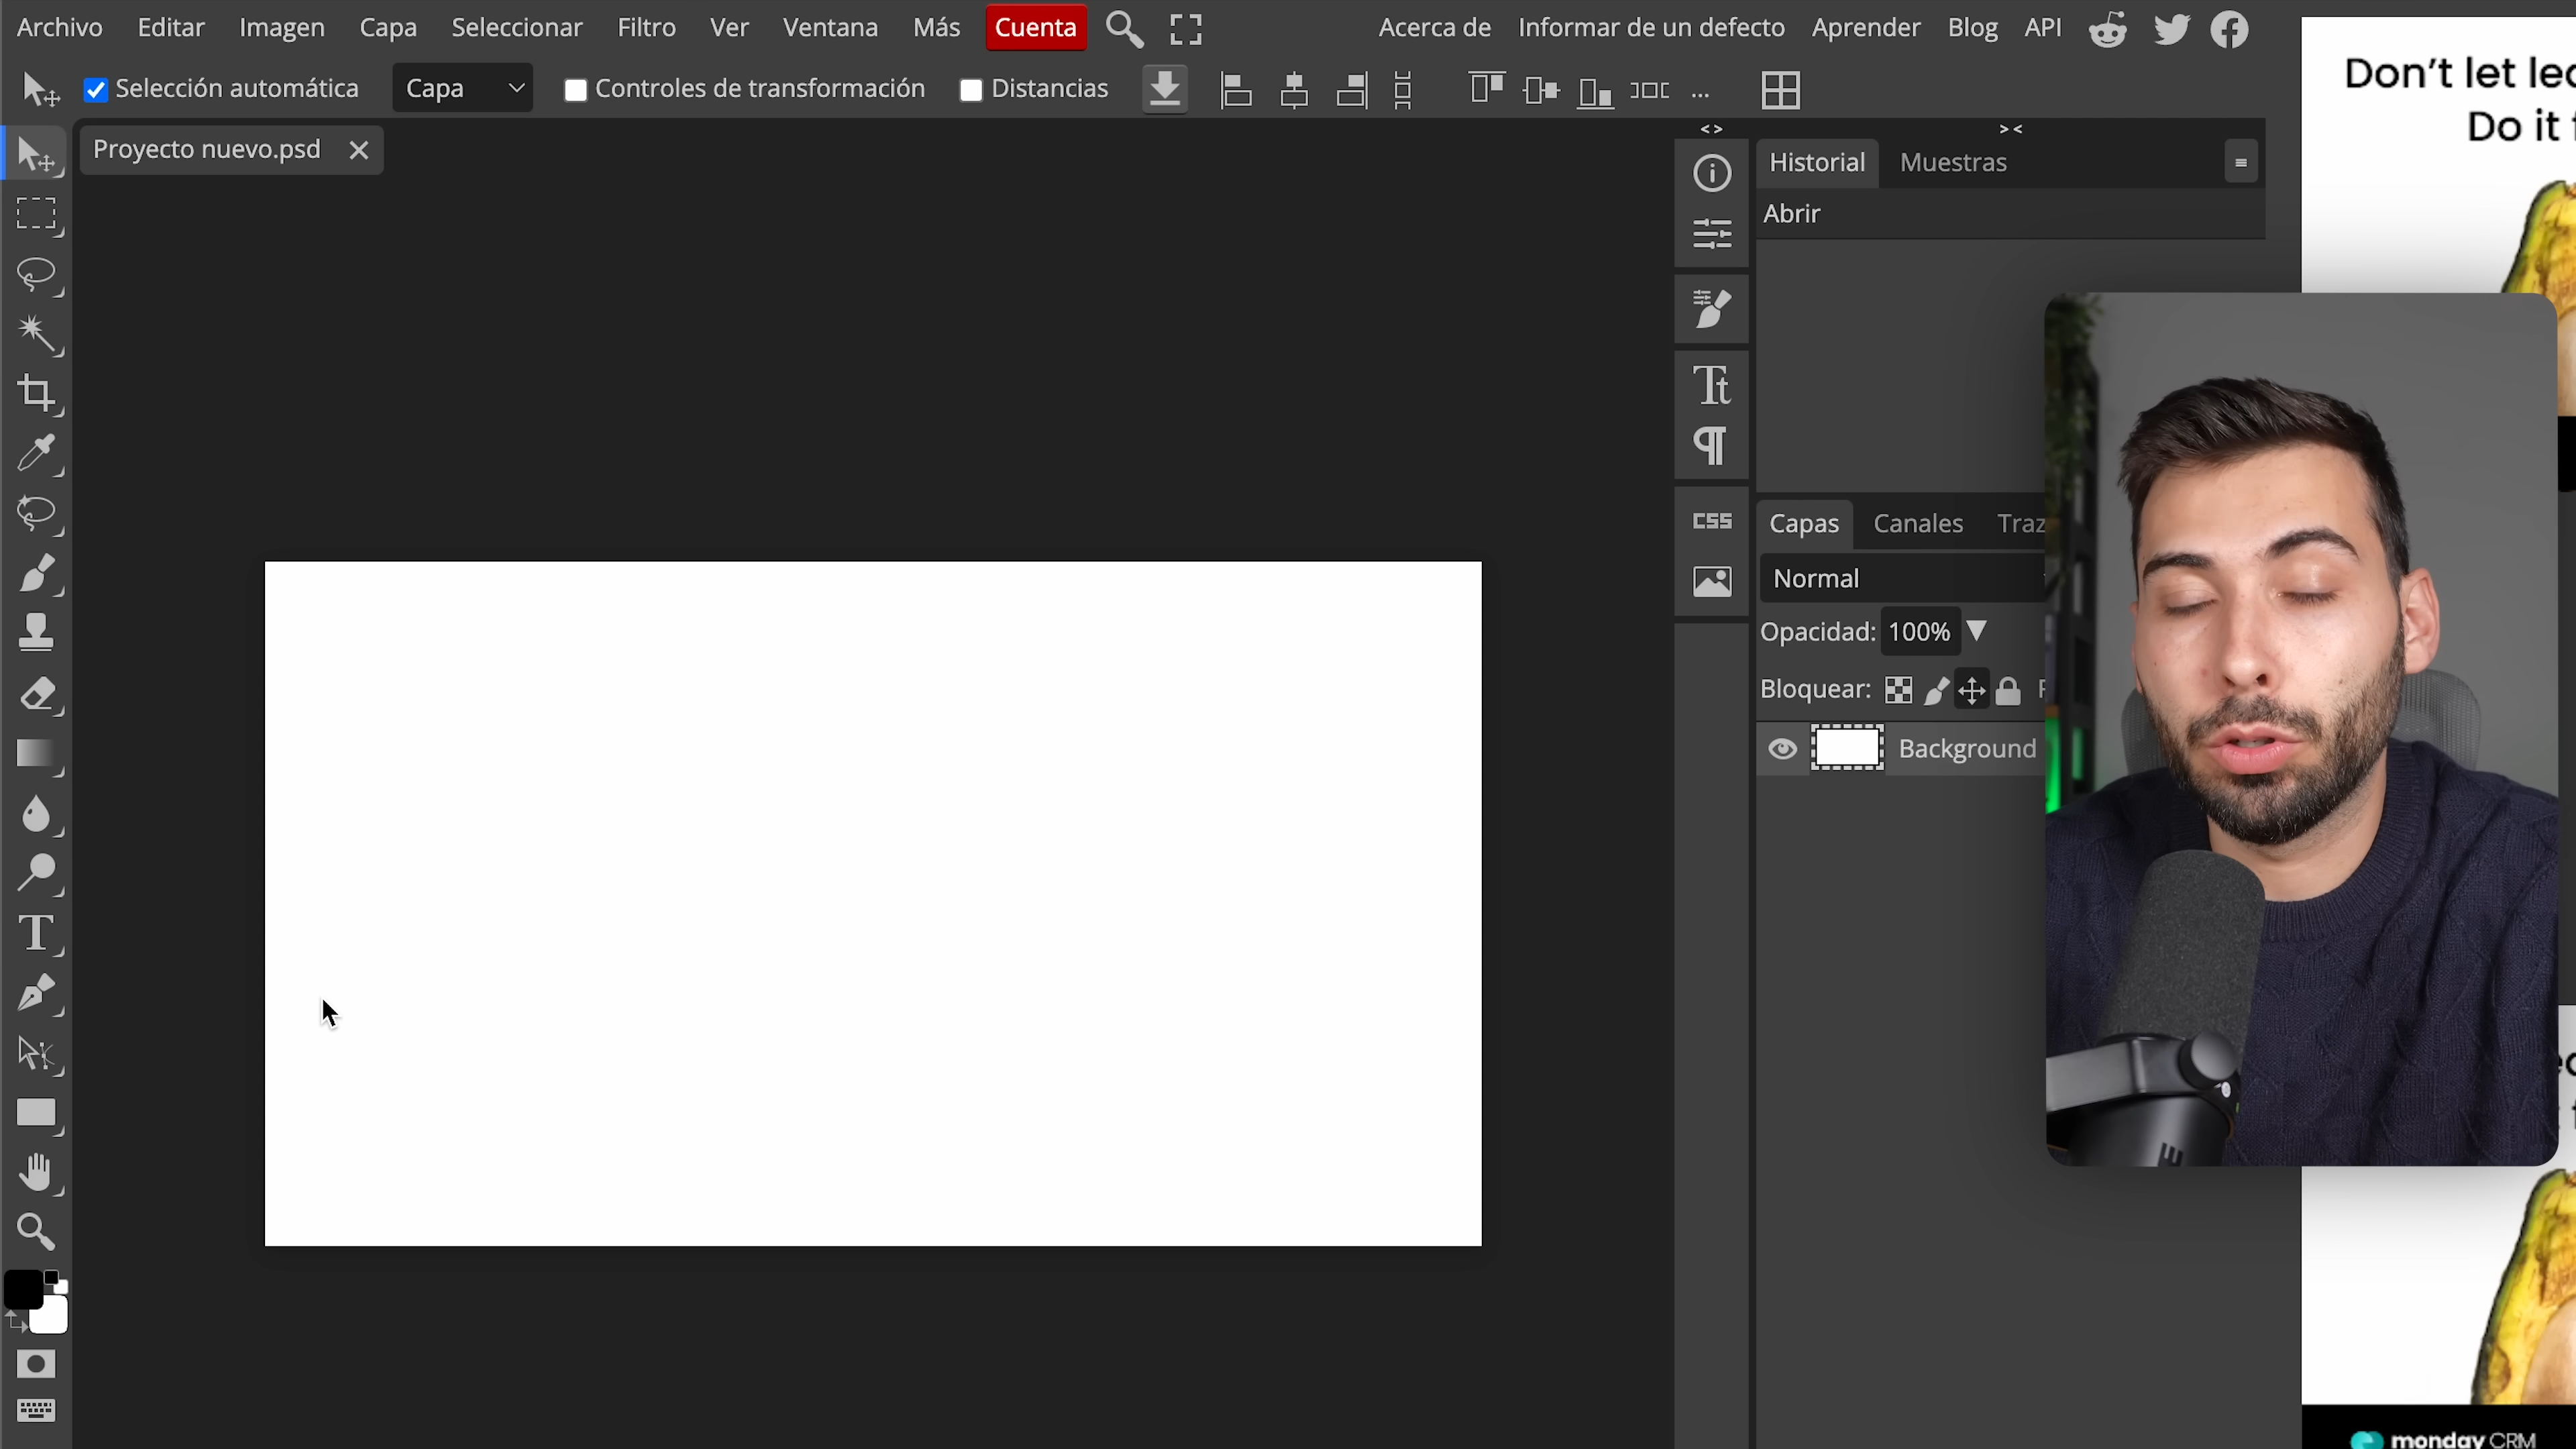 Archivo Editar Imagen Capa Seleccionar Filtro Ver Ventana Más Cuenta Acerca de Informar de un defecto Aprender Blog API
Selección automática Capa Controles de transformación Distancias ...
Proyecto nuevo.psd
Historial Muestras
Abrir
Tt
¶
CSS
Capas Canales Traz
Normal
Opacidad: 100%
Bloquear:
Background
T
Don't let lea
Do it f
monday CRM